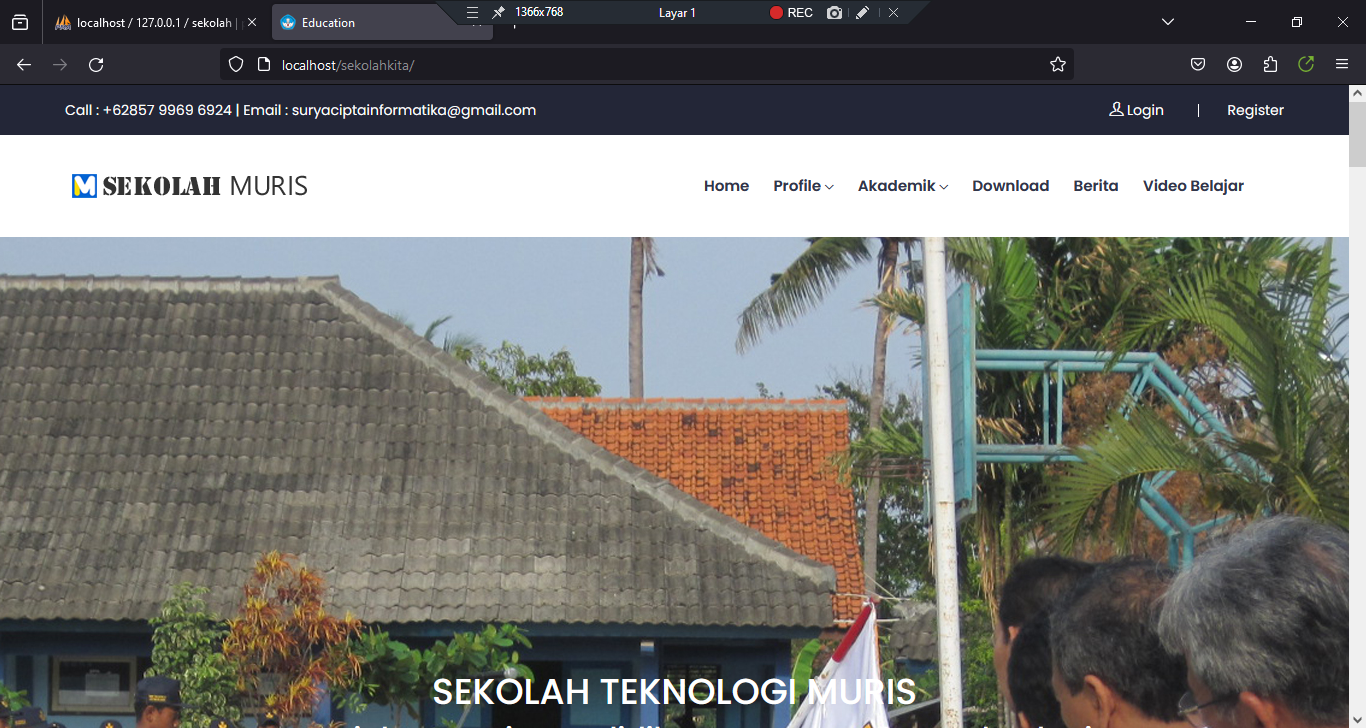 localhost / 127.0.0.1 / sekolah |
Education
1366x768
Layar 1
REC
localhost/sekolahkita/
Call : +62857 9969 6924 | Email : suryaciptainformatika@gmail.com
Login | Register
M SEKOLAH MURIS
Home Profile Akademik Download Berita Video Belajar
SEKOLAH TEKNOLOGI MURIS